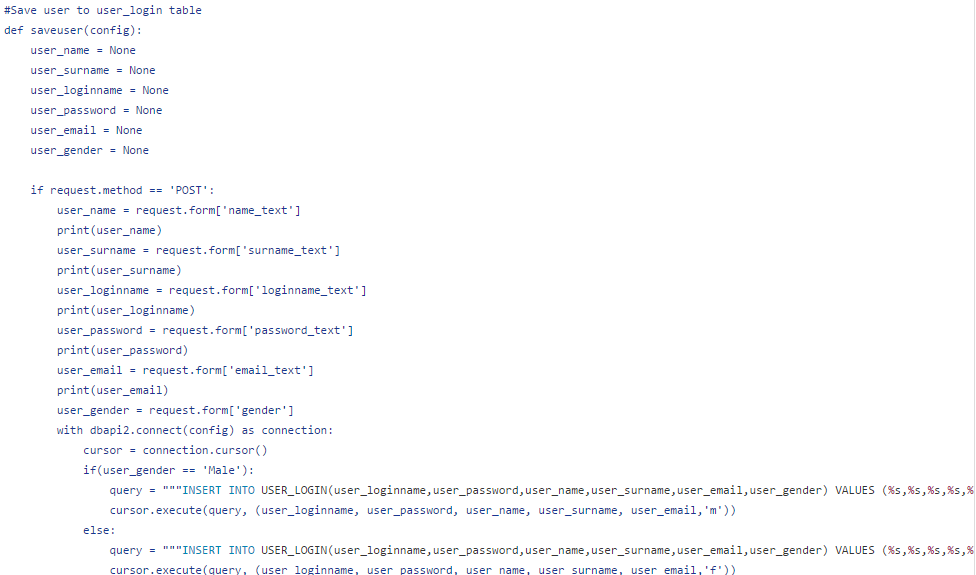 #Save user to user_login table
def saveuser(config):
    user_name = None
    user_surname = None
    user_loginname = None
    user_password = None
    user_email = None
    user_gender = None

    if request.method == 'POST':
        user_name = request.form['name_text']
        print(user_name)
        user_surname = request.form['surname_text']
        print(user_surname)
        user_loginname = request.form['loginname_text']
        print(user_loginname)
        user_password = request.form['password_text']
        print(user_password)
        user_email = request.form['email_text']
        print(user_email)
        user_gender = request.form['gender']
        with dbapi2.connect(config) as connection:
            cursor = connection.cursor()
            if(user_gender == 'Male'):
                query = """INSERT INTO USER_LOGIN(user_loginname,user_password,user_name,user_surname,user_email,user_gender) VALUES (%s,%s,%s,%s,%
                cursor.execute(query, (user_loginname, user_password, user_name, user_surname, user_email,'m'))
            else:
                query = """INSERT INTO USER_LOGIN(user_loginname,user_password,user_name,user_surname,user_email,user_gender) VALUES (%s,%s,%s,%s,%
                cursor.execute(query, (user_loginname, user_password, user_name, user_surname, user_email,'f'))